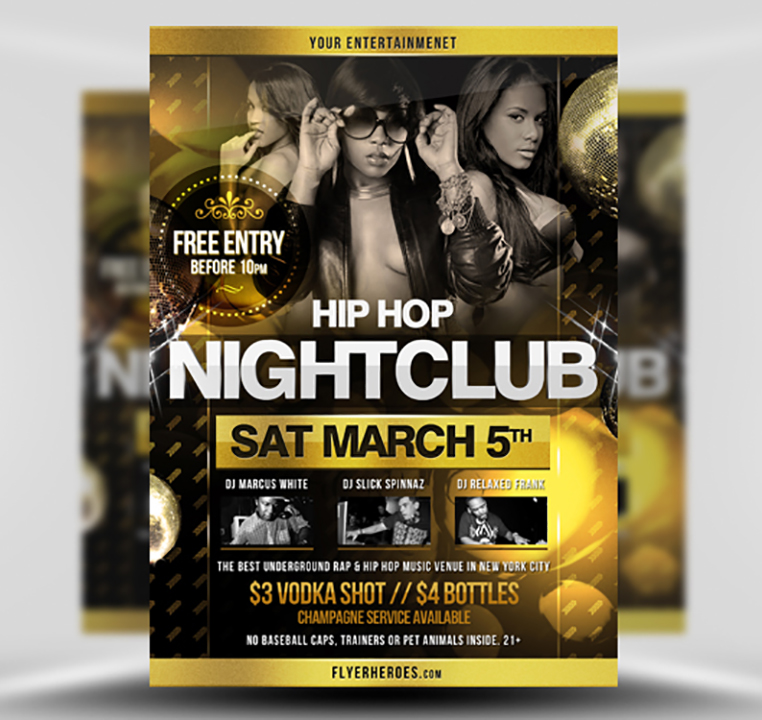 YOUR ENTERTAINMENET
FREE ENTRY
BEFORE 10PM
HIP HOP
NIGHTCLUB
SAT MARCH 5TH
DJ MARCUS WHITE
DJ SLICK SPINNAZ
DJ RELAXED FRANK
THE BEST UNDERGROUND RAP & HIP HOP MUSIC VENUE IN NEW YORK CITY
$3 VODKA SHOT // $4 BOTTLES
CHAMPAGNE SERVICE AVAILABLE
NO BASEBALL CAPS, TRAINERS OR PET ANIMALS INSIDE. 21+
FLYERHEROES.COM